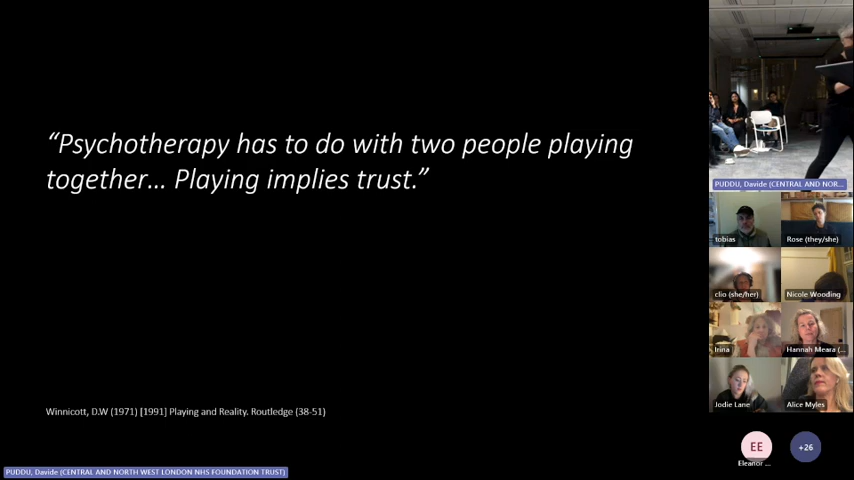 “Psychotherapy has to do with two people playing
together... Playing implies trust.”
Winnicott, D.W (1971) [1991] Playing and Reality. Routledge (38-51)
PUDDU, Davide (CENTRAL AND NORTH WEST LONDON NHS FOUNDATION TRUST)
PUDDU, Davide (CENTRAL AND NOR...
tobias
Rose (they/she)
clio (she/her)
Nicole Wooding
Irina
Hannah Meara (...
Jodie Lane
Alice Myles
EE
Eleanor ...
+26